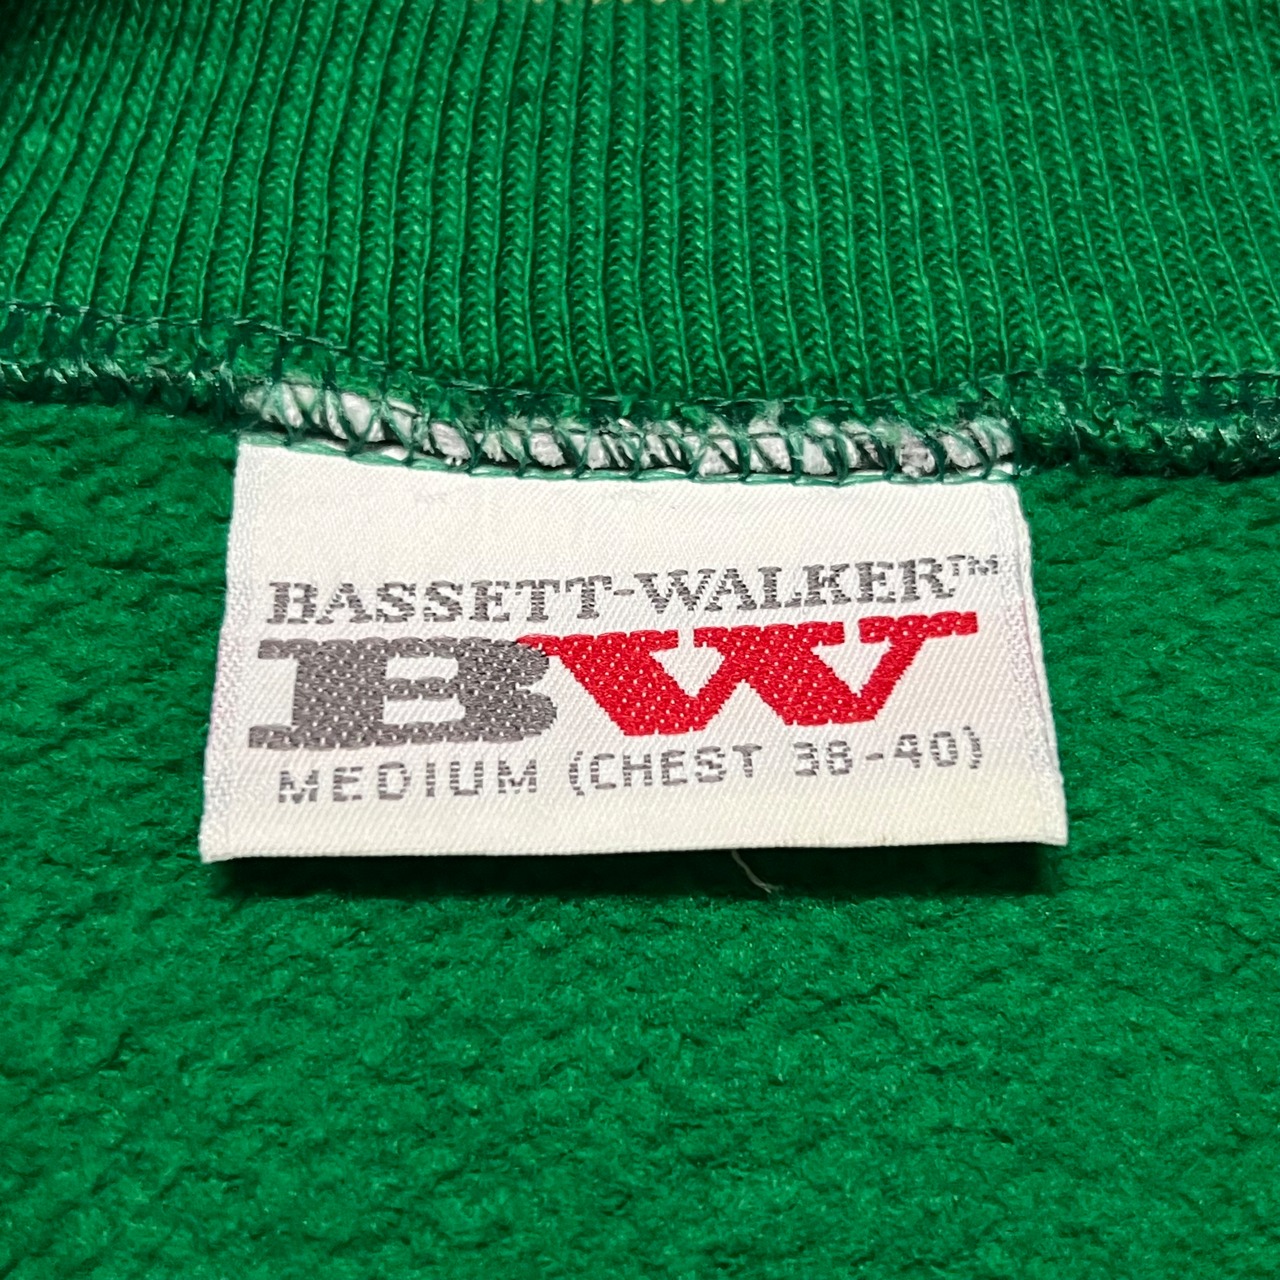 BASSETT-WALKER™
BW
MEDIUM (CHEST 38-40)